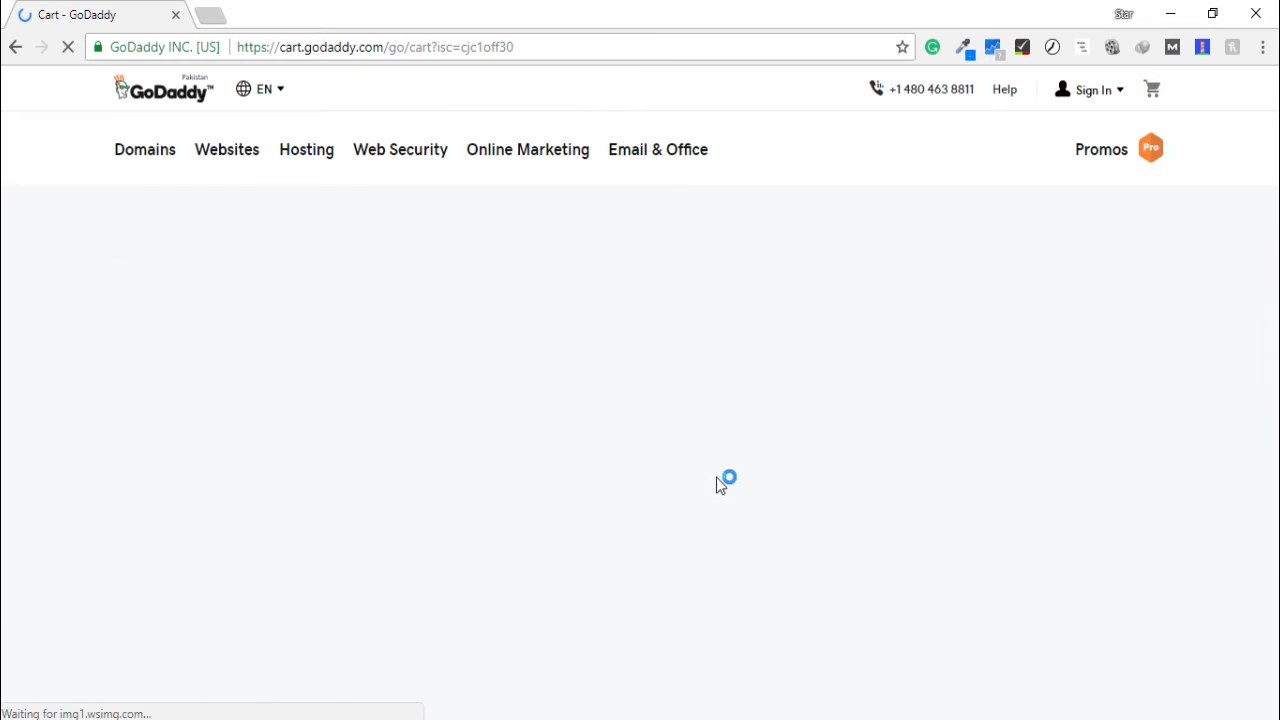 Cart - GoDaddy
Star
GoDaddy INC. [US]
https://cart.godaddy.com/go/cart?isc=cjc1off30
Pakistan
GoDaddy™
EN
+1 480 463 8811
Help
Sign In
Domains
Websites
Hosting
Web Security
Online Marketing
Email & Office
Promos
Pro
Waiting for img1.wsimg.com...